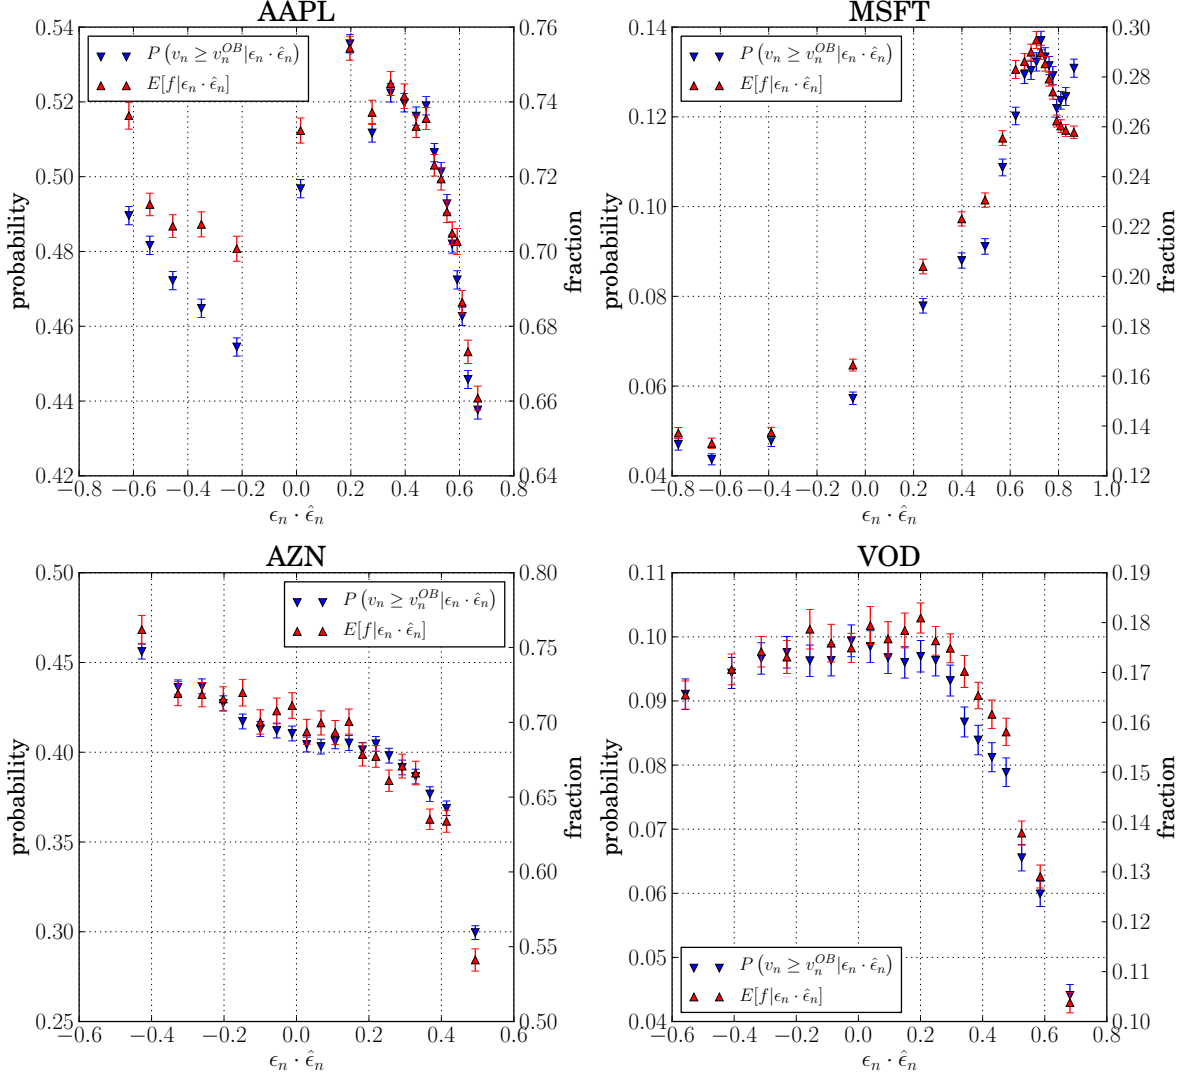 AAPL
0.54
0.52
0.50
0.48
0.46
0.44
0.42
probability
P (v_n ≥ v_n^{OB}|ϵ_n · ϵ̂_n)
E[f|ϵ_n · ϵ̂_n]
0.76
0.74
0.72
0.70
0.68
0.66
0.64
fraction
−0.8 −0.6 −0.4 −0.2 0.0 0.2 0.4 0.6 0.8
ϵ_n · ϵ̂_n
MSFT
0.14
0.12
0.10
0.08
0.06
0.04
probability
P (v_n ≥ v_n^{OB}|ϵ_n · ϵ̂_n)
E[f|ϵ_n · ϵ̂_n]
0.30
0.28
0.26
0.24
0.22
0.20
0.18
0.16
0.14
0.12
fraction
−0.8 −0.6 −0.4 −0.2 0.0 0.2 0.4 0.6 0.8 1.0
ϵ_n · ϵ̂_n
AZN
0.50
0.45
0.40
0.35
0.30
0.25
probability
P (v_n ≥ v_n^{OB}|ϵ_n · ϵ̂_n)
E[f|ϵ_n · ϵ̂_n]
0.80
0.75
0.70
0.65
0.60
0.55
0.50
fraction
−0.6 −0.4 −0.2 0.0 0.2 0.4 0.6
ϵ_n · ϵ̂_n
VOD
0.11
0.10
0.09
0.08
0.07
0.06
0.05
0.04
probability
P (v_n ≥ v_n^{OB}|ϵ_n · ϵ̂_n)
E[f|ϵ_n · ϵ̂_n]
0.19
0.18
0.17
0.16
0.15
0.14
0.13
0.12
0.11
0.10
fraction
−0.6 −0.4 −0.2 0.0 0.2 0.4 0.6 0.8
ϵ_n · ϵ̂_n